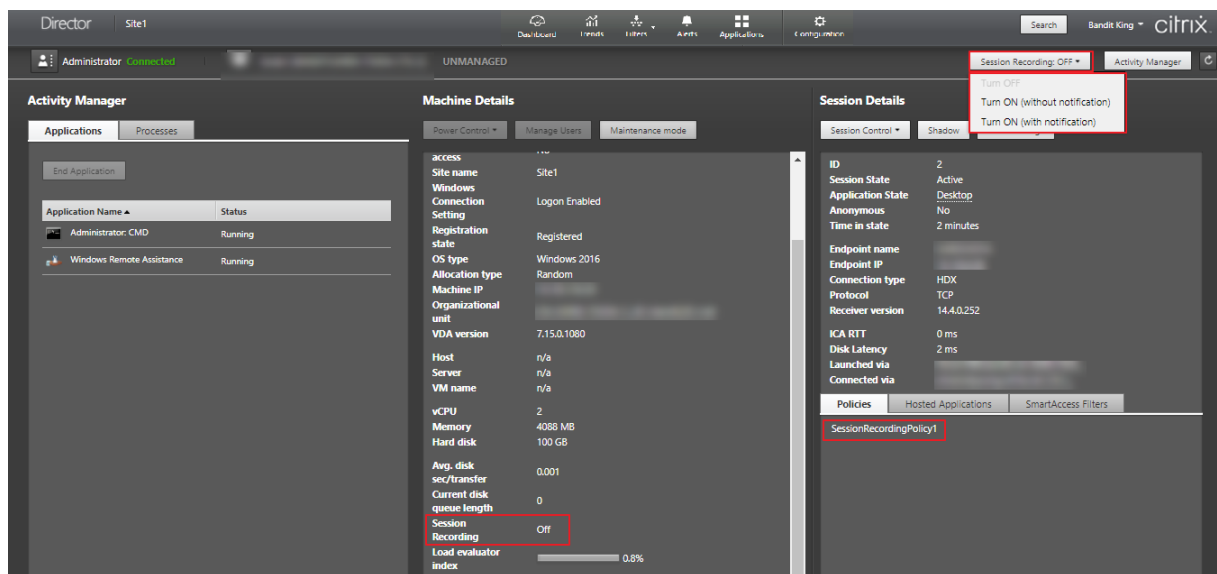 Director Site1
Dashboard Trends Filters Alerts Applications Configuration
Search Bandit King citrix
Administrator Connected UNMANAGED
Session Recording: OFF Activity Manager
Turn OFF
Turn ON (without notification)
Turn ON (with notification)
Activity Manager
Applications Processes
End Application
Application Name Status
Administrator: CMD Running
Windows Remote Assistance Running
Machine Details
Power Control Manage Users Maintenance mode
access No
Site name Site1
Windows
Connection Logon Enabled
Setting
Registration
state Registered
OS type Windows 2016
Allocation type Random
Machine IP
Organizational
unit
VDA version 7.15.0.1080
Host n/a
Server n/a
VM name n/a
vCPU 2
Memory 4088 MB
Hard disk 100 GB
Avg. disk
sec/transfer 0.001
Current disk
queue length 0
Session
Recording Off
Load evaluator
index 0.8%
Session Details
Session Control Shadow
ID 2
Session State Active
Application State Desktop
Anonymous No
Time in state 2 minutes
Endpoint name
Endpoint IP
Connection type HDX
Protocol TCP
Receiver version 14.4.0.252
ICA RTT 0 ms
Disk Latency 2 ms
Launched via
Connected via
Policies Hosted Applications SmartAccess Filters
SessionRecordingPolicy1